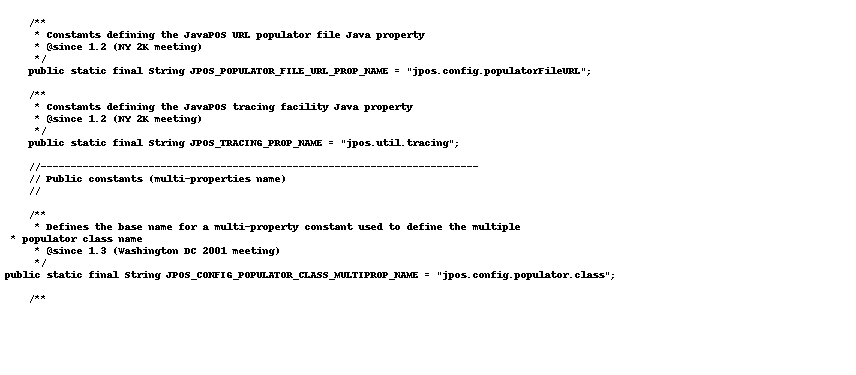 /**
 * Constants defining the JavaPOS URL populator file Java property
 * @since 1.2 (NY 2K meeting)
 */
public static final String JPOS_POPULATOR_FILE_URL_PROP_NAME = "jpos.config.populatorFileURL";
/**
 * Constants defining the JavaPOS tracing facility Java property
 * @since 1.2 (NY 2K meeting)
 */
public static final String JPOS_TRACING_PROP_NAME = "jpos.util.tracing";
//-------------------------------------------------------------------------
// Public constants (multi-properties name)
//
/**
 * Defines the base name for a multi-property constant used to define the multiple
 * populator class name
 * @since 1.3 (Washington DC 2001 meeting)
 */
public static final String JPOS_CONFIG_POPULATOR_CLASS_MULTIPROP_NAME = "jpos.config.populator.class";
/**